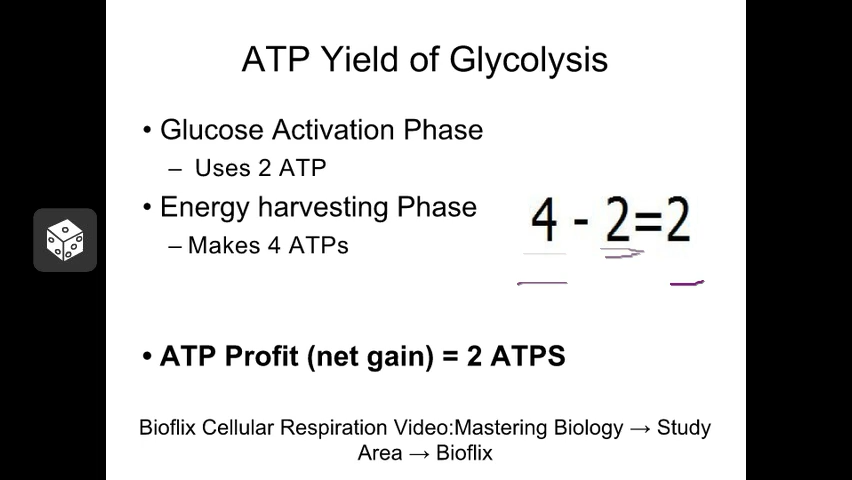 ATP Yield of Glycolysis
• Glucose Activation Phase
– Uses 2 ATP
• Energy harvesting Phase
– Makes 4 ATPs
4 - 2=2
• ATP Profit (net gain) = 2 ATPS
Bioflix Cellular Respiration Video:Mastering Biology → Study
Area → Bioflix